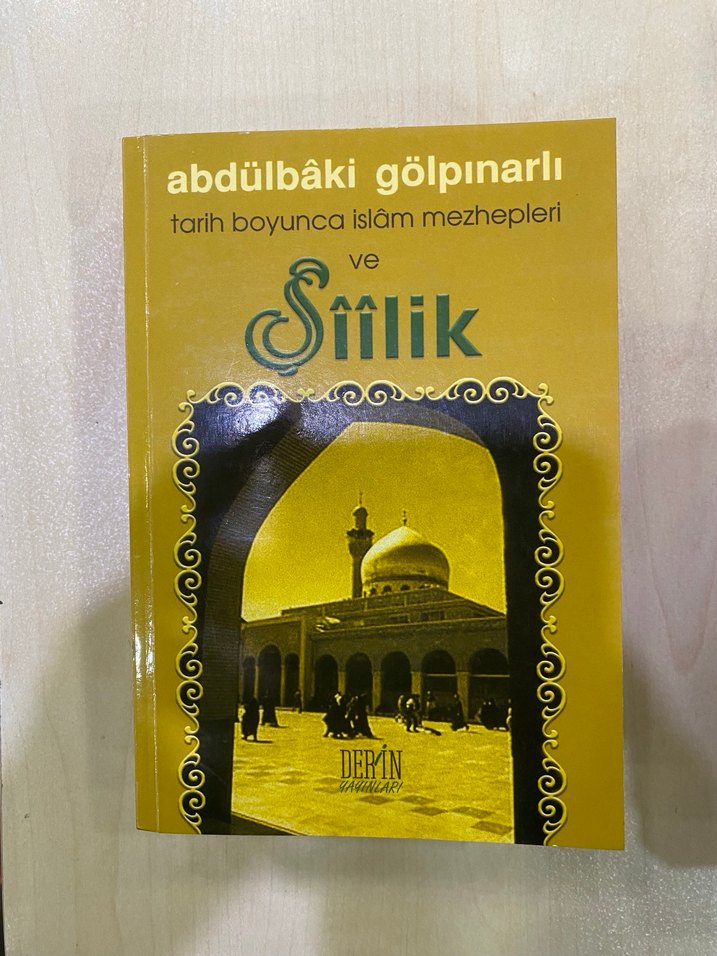 abdülbâki gölpınarlı
tarih boyunca islâm mezhepleri
ve
Şîîlik
DERİN
YAYINLARI